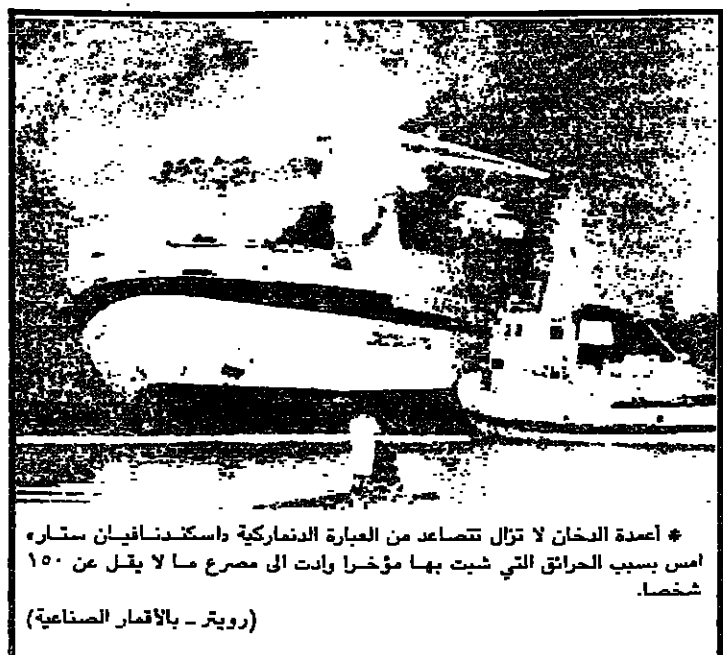 * أعمدة الدخان لا تزال تتصاعد من العبارة الدنماركية «اسكندنافيان ستار»
امس بسبب الحرائق التي شبت بها مؤخرا وادت الى مصرع ما لا يقل عن ١٥٠
شخصا.
(رويتر - بالأقمار الصناعية)